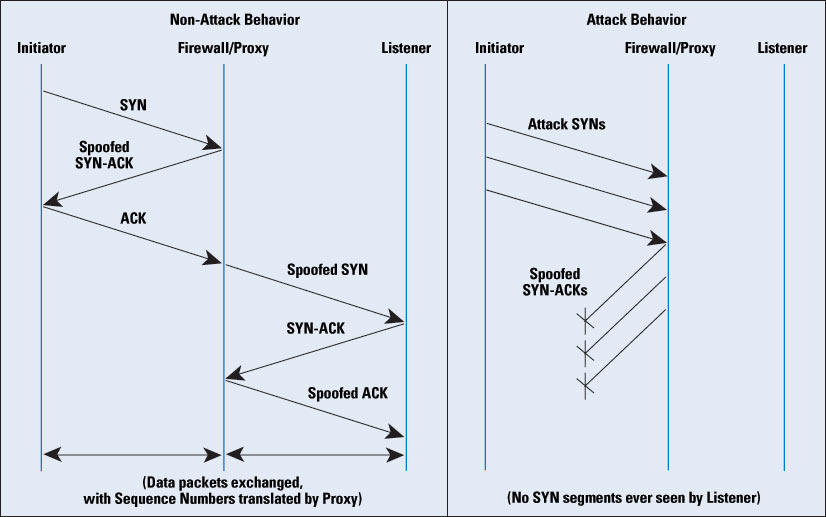 Non-Attack Behavior
Initiator
Firewall/Proxy
Listener
SYN
Spoofed
SYN-ACK
ACK
Spoofed SYN
SYN-ACK
Spoofed ACK
(Data packets exchanged,
with Sequence Numbers translated by Proxy)
Attack Behavior
Initiator
Firewall/Proxy
Listener
Attack SYNs
Spoofed
SYN-ACKs
(No SYN segments ever seen by Listener)